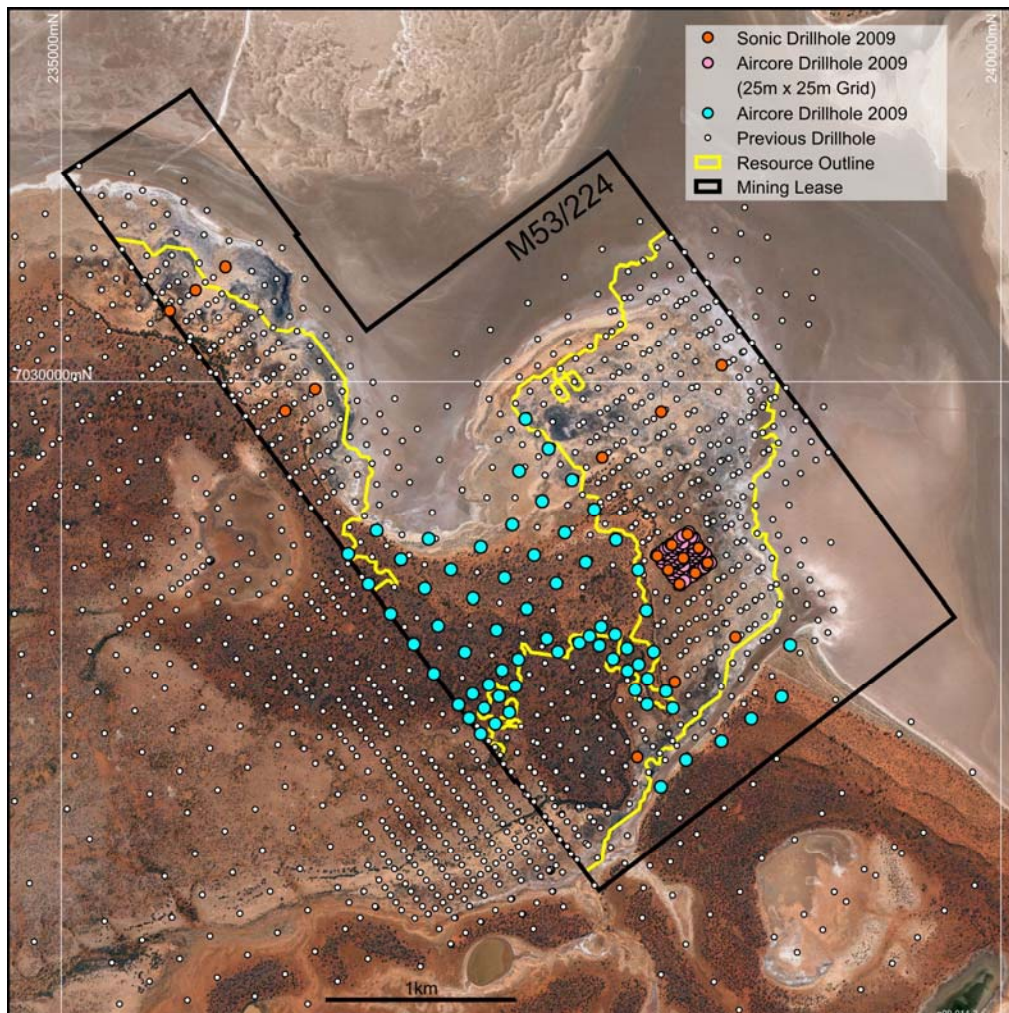 235000mN
240000mN
Sonic Drillhole 2009
Aircore Drillhole 2009
(25m x 25m Grid)
Aircore Drillhole 2009
Previous Drillhole
Resource Outline
Mining Lease
M53/224
7030000mN
1km